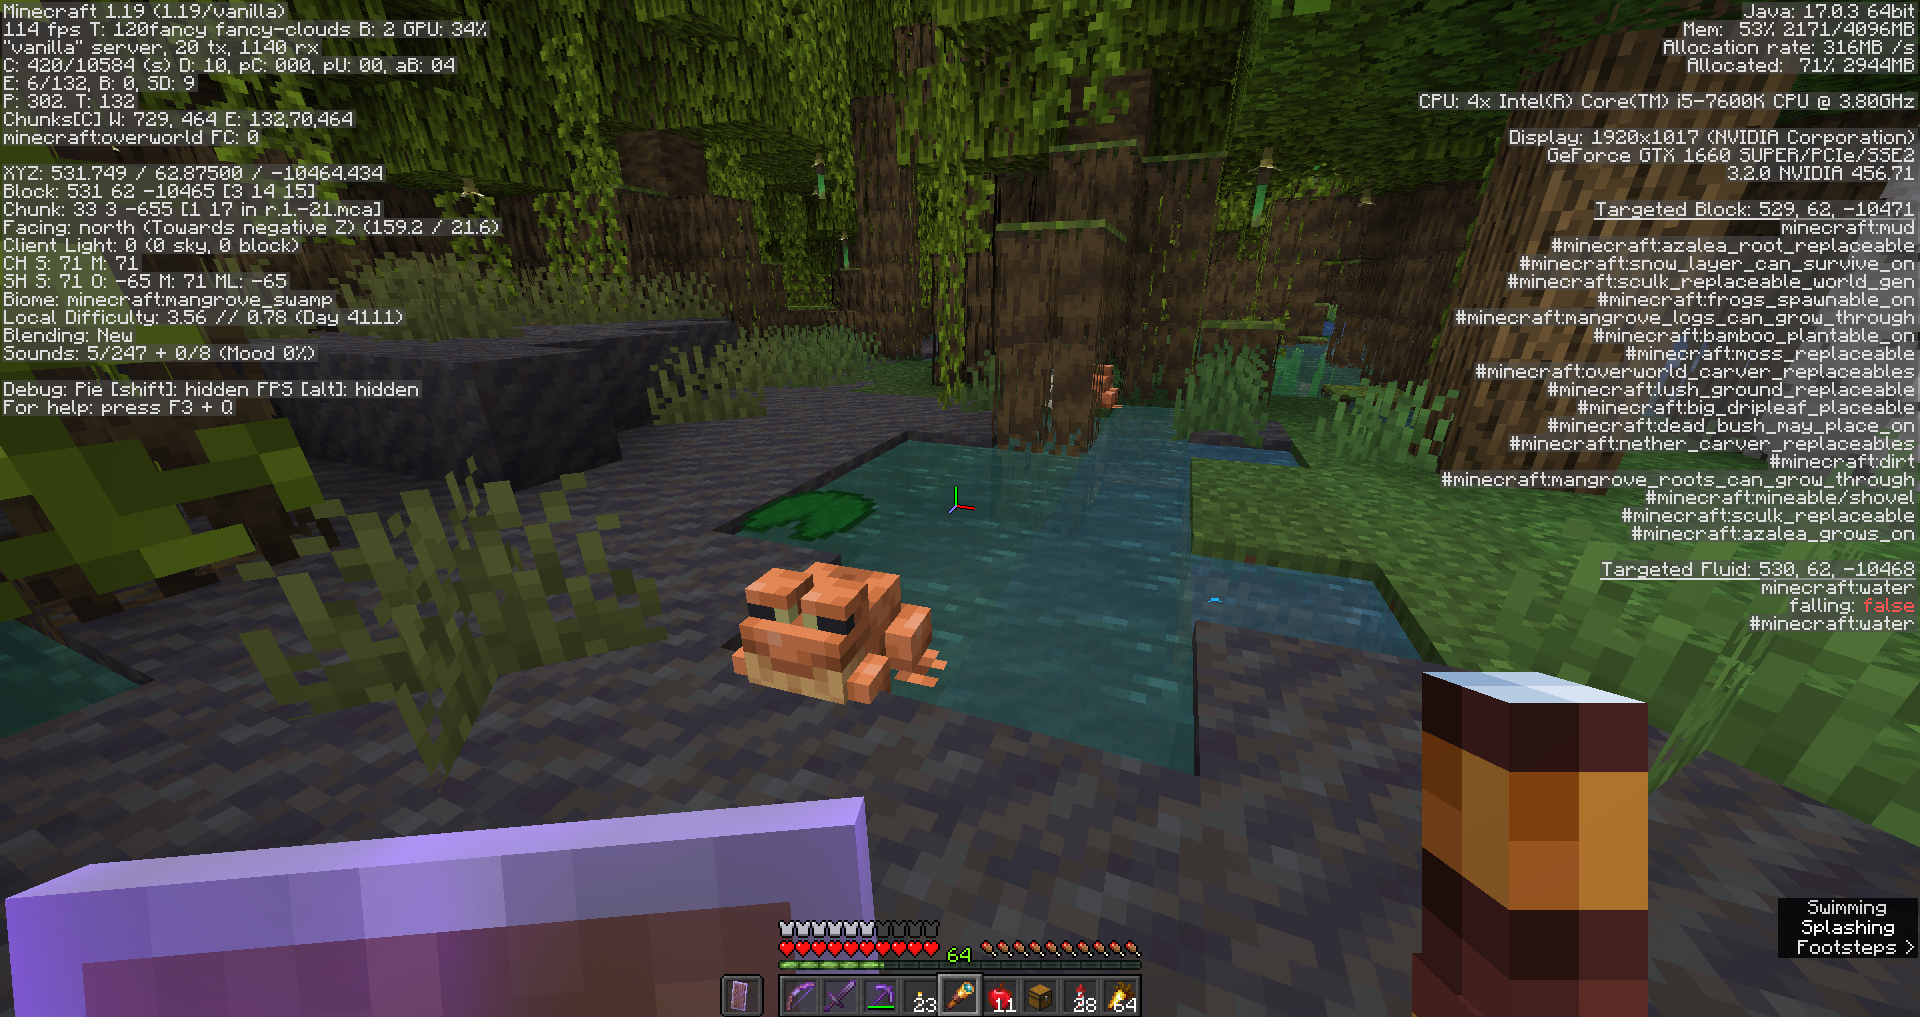 Minecraft 1.19 (1.19/vanilla)
114 fps T: 120fancy fancy-clouds B: 2 GPU: 34%
"vanilla" server, 20 tx, 1140 rx
C: 420/10584 (s) D: 10, pC: 000, pU: 00, aB: 04
E: 6/132, B: 0, SD: 9
P: 302. T: 132
Chunks[C] W: 729, 464 E: 132,70,464
minecraft:overworld FC: 0
XYZ: 531.749 / 62.87500 / -10464.434
Block: 531 62 -10465 [3 14 15]
Chunk: 33 3 -655 [1 17 in r.1.-21.mca]
Facing: north (Towards negative Z) (159.2 / 21.6)
Client Light: 0 (0 sky, 0 block)
CH S: 71 M: 71
SH S: 71 O: -65 M: 71 ML: -65
Biome: minecraft:mangrove_swamp
Local Difficulty: 3.56 // 0.78 (Day 4111)
Blending: New
Sounds: 5/247 + 0/8 (Mood 0%)
Debug: Pie [shift]: hidden FPS [alt]: hidden
For help: press F3 + Q
Java: 17.0.3 64bit
Mem: 53% 2171/4096MB
Allocation rate: 316MB /s
Allocated: 71% 2944MB
CPU: 4x Intel(R) Core(TM) i5-7600K CPU @ 3.80GHz
Display: 1920x1017 (NVIDIA Corporation)
GeForce GTX 1660 SUPER/PCIe/SSE2
3.2.0 NVIDIA 456.71
Targeted Block: 529, 62, -10471
minecraft:mud
#minecraft:azalea_root_replaceable
#minecraft:snow_layer_can_survive_on
#minecraft:sculk_replaceable_world_gen
#minecraft:frogs_spawnable_on
#minecraft:mangrove_logs_can_grow_through
#minecraft:bamboo_plantable_on
#minecraft:moss_replaceable
#minecraft:overworld_carver_replaceables
#minecraft:lush_ground_replaceable
#minecraft:big_dripleaf_placeable
#minecraft:dead_bush_may_place_on
#minecraft:nether_carver_replaceables
#minecraft:dirt
#minecraft:mangrove_roots_can_grow_through
#minecraft:mineable/shovel
#minecraft:sculk_replaceable
#minecraft:azalea_grows_on
Targeted Fluid: 530, 62, -10468
minecraft:water
falling: false
#minecraft:water
Swimming
Splashing
Footsteps >
64
23
11
28
64